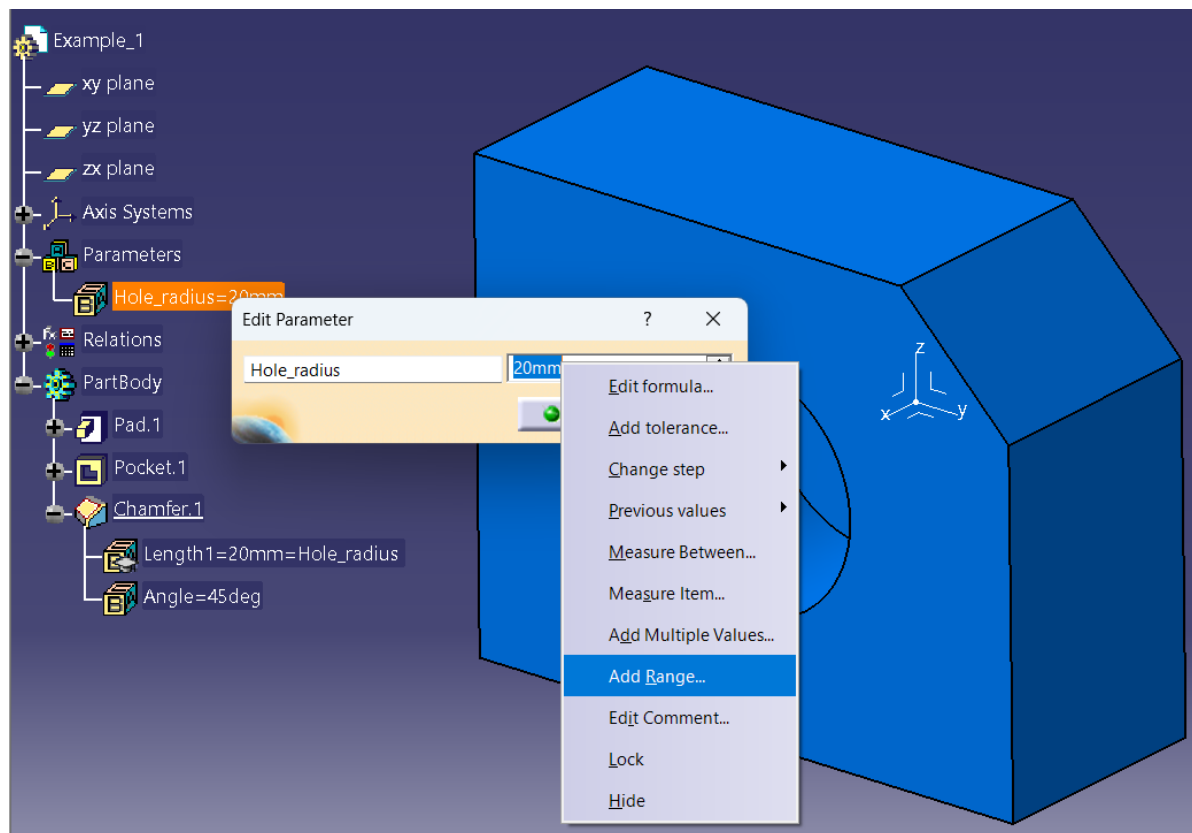 Example_1
xy plane
yz plane
zx plane
Axis Systems
Parameters
Hole_radius=20mm
Relations
PartBody
Pad.1
Pocket.1
Chamfer.1
Length1=20mm=Hole_radius
Angle=45deg
Edit Parameter
?
Hole_radius
20mm
Edit formula...
Add tolerance...
Change step
Previous values
Measure Between...
Measure Item...
Add Multiple Values...
Add Range...
Edit Comment...
Lock
Hide
z
x
y